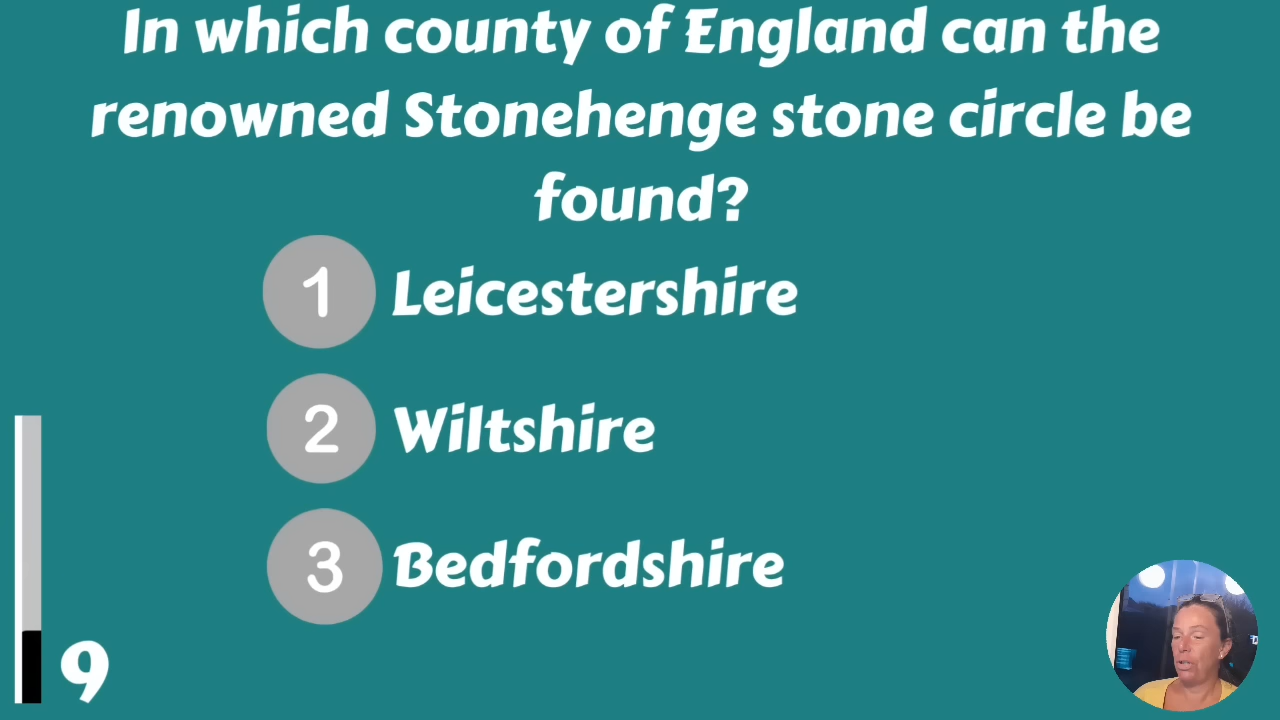 In which county of England can the
renowned Stonehenge stone circle be
found?
1 Leicestershire
2 Wiltshire
3 Bedfordshire
9